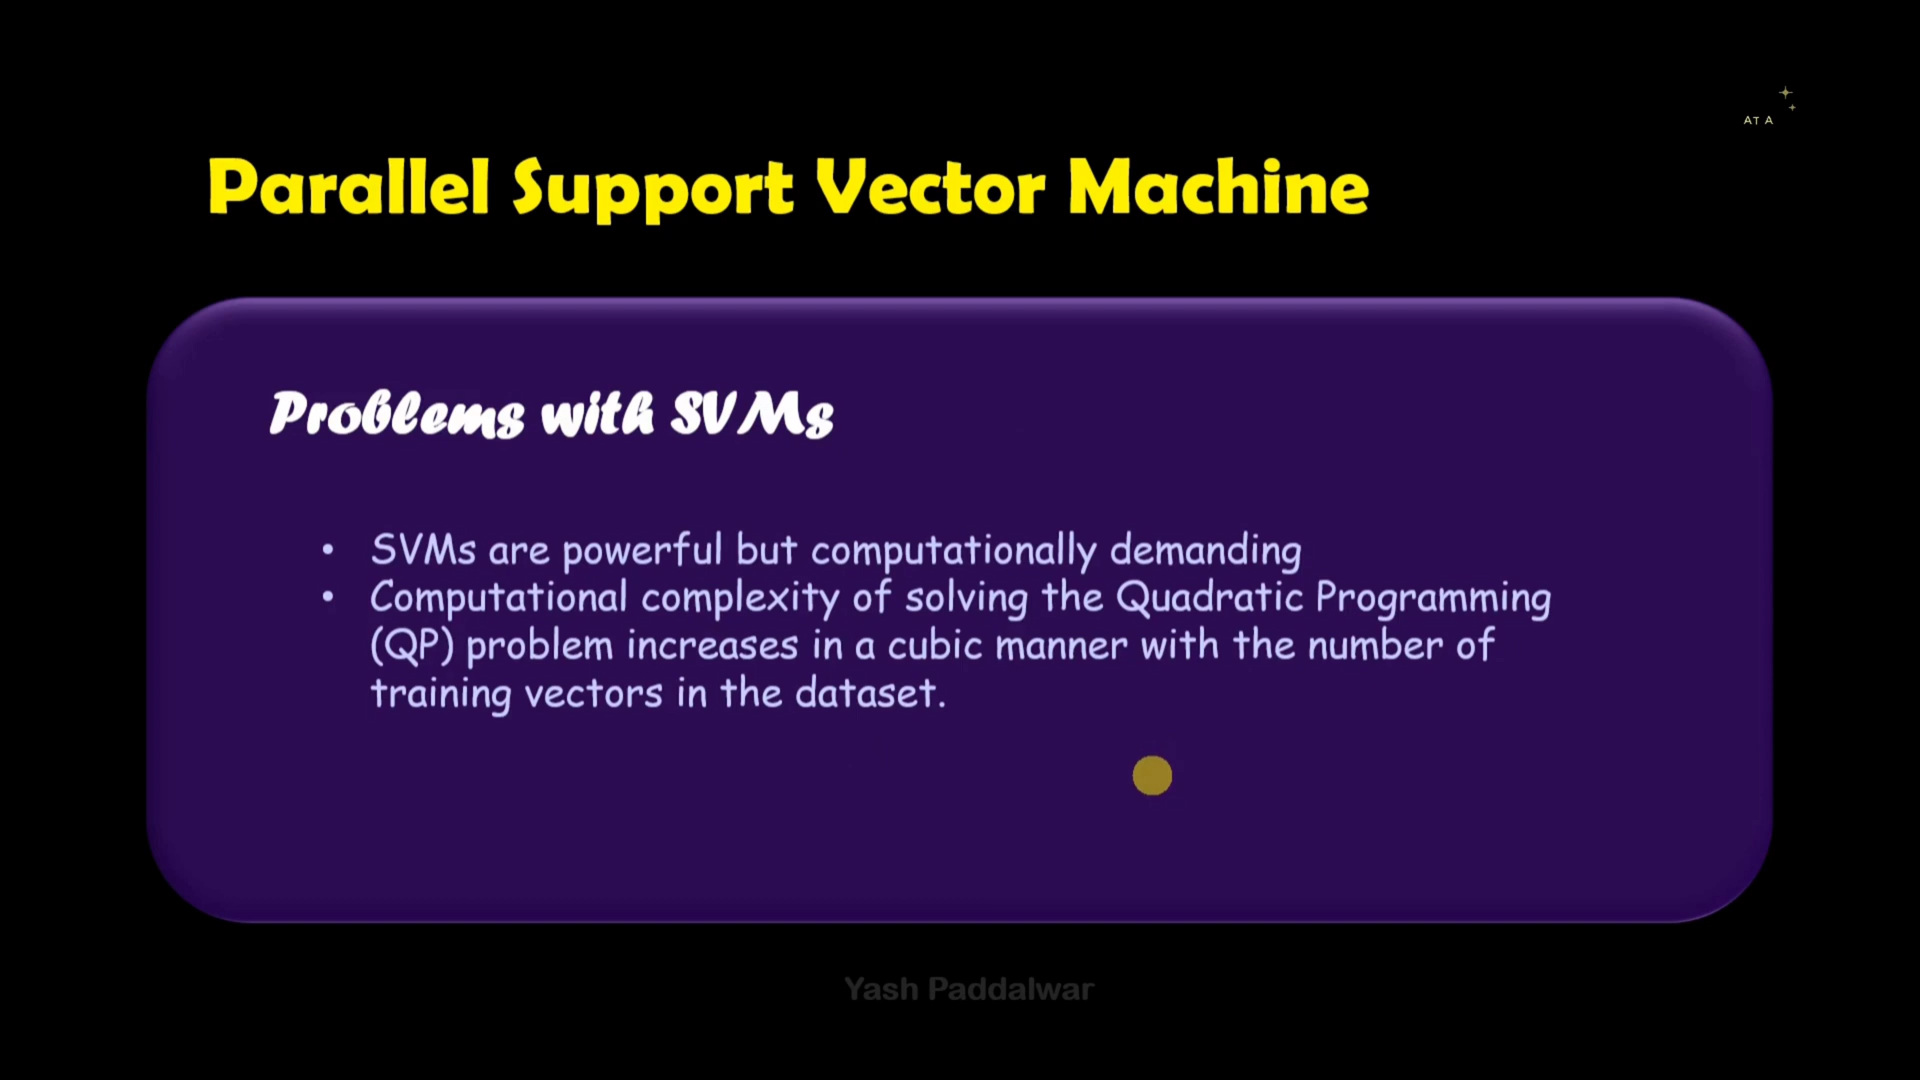 AT A
Parallel Support Vector Machine
Problems with SVMs
• SVMs are powerful but computationally demanding
• Computational complexity of solving the Quadratic Programming
(QP) problem increases in a cubic manner with the number of
training vectors in the dataset.
Yash Paddalwar